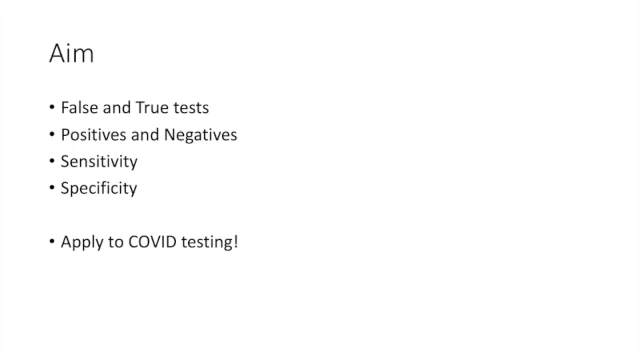 Aim
• False and True tests
• Positives and Negatives
• Sensitivity
• Specificity
• Apply to COVID testing!